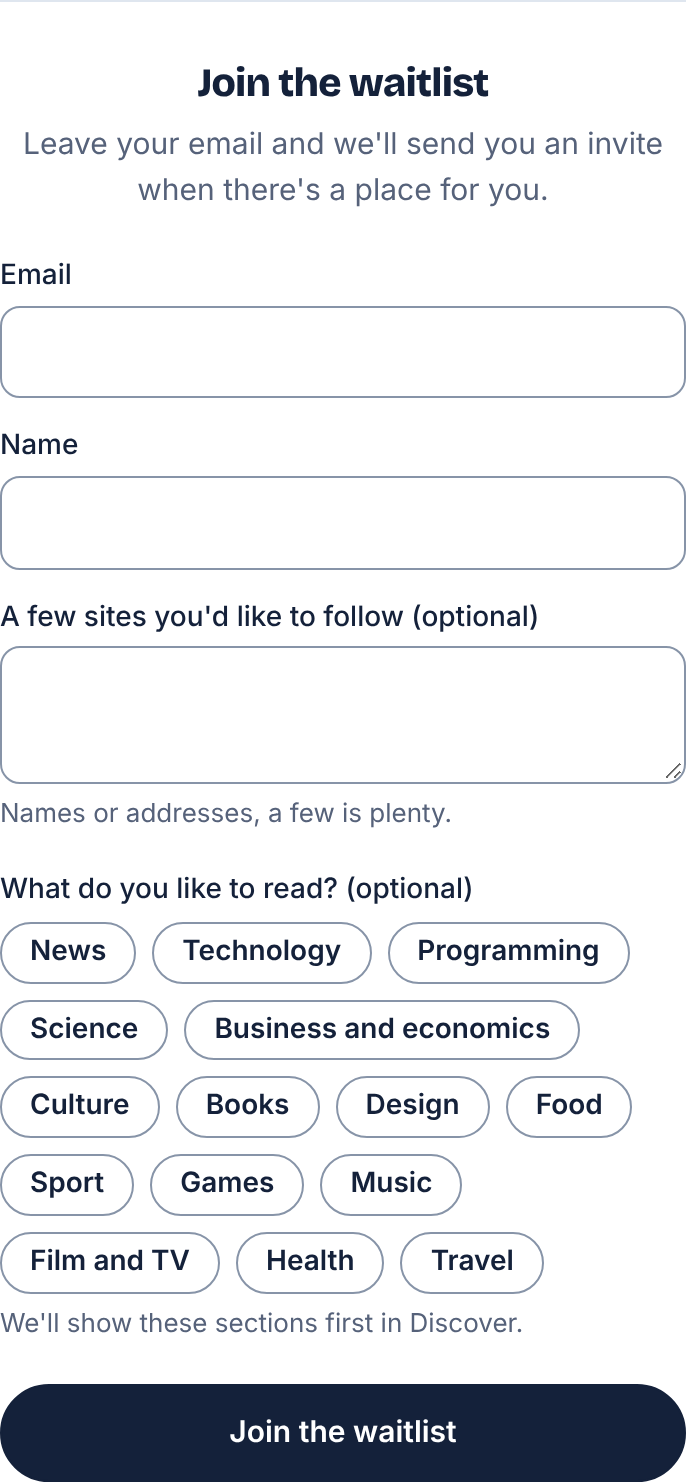 Join the waitlist
Leave your email and we'll send you an invite
when there's a place for you.
Email
Name
A few sites you'd like to follow (optional)
Names or addresses, a few is plenty.
What do you like to read? (optional)
News Technology Programming
Science Business and economics
Culture Books Design Food
Sport Games Music
Film and TV Health Travel
We'll show these sections first in Discover.
Join the waitlist